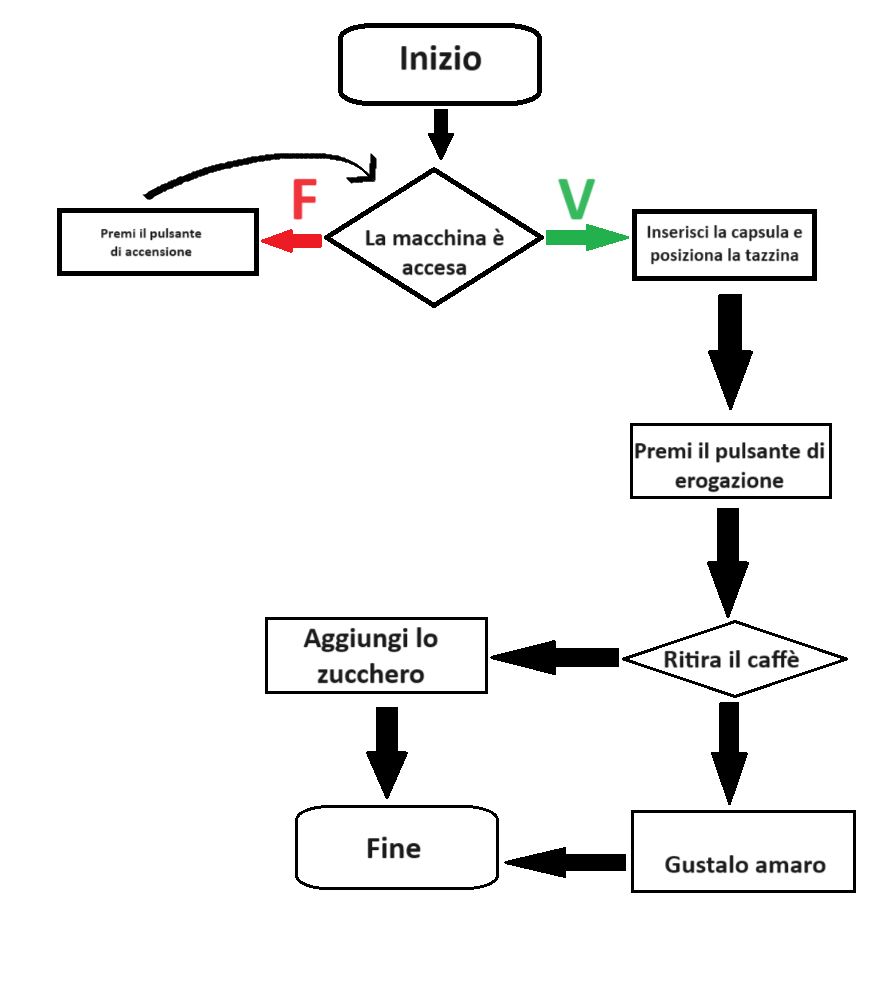 Inizio
F
V
Premi il pulsante
di accensione
La macchina è
accesa
Inserisci la capsula e
posiziona la tazzina
Premi il pulsante di
erogazione
Aggiungi lo
zucchero
Ritira il caffè
Fine
Gustalo amaro